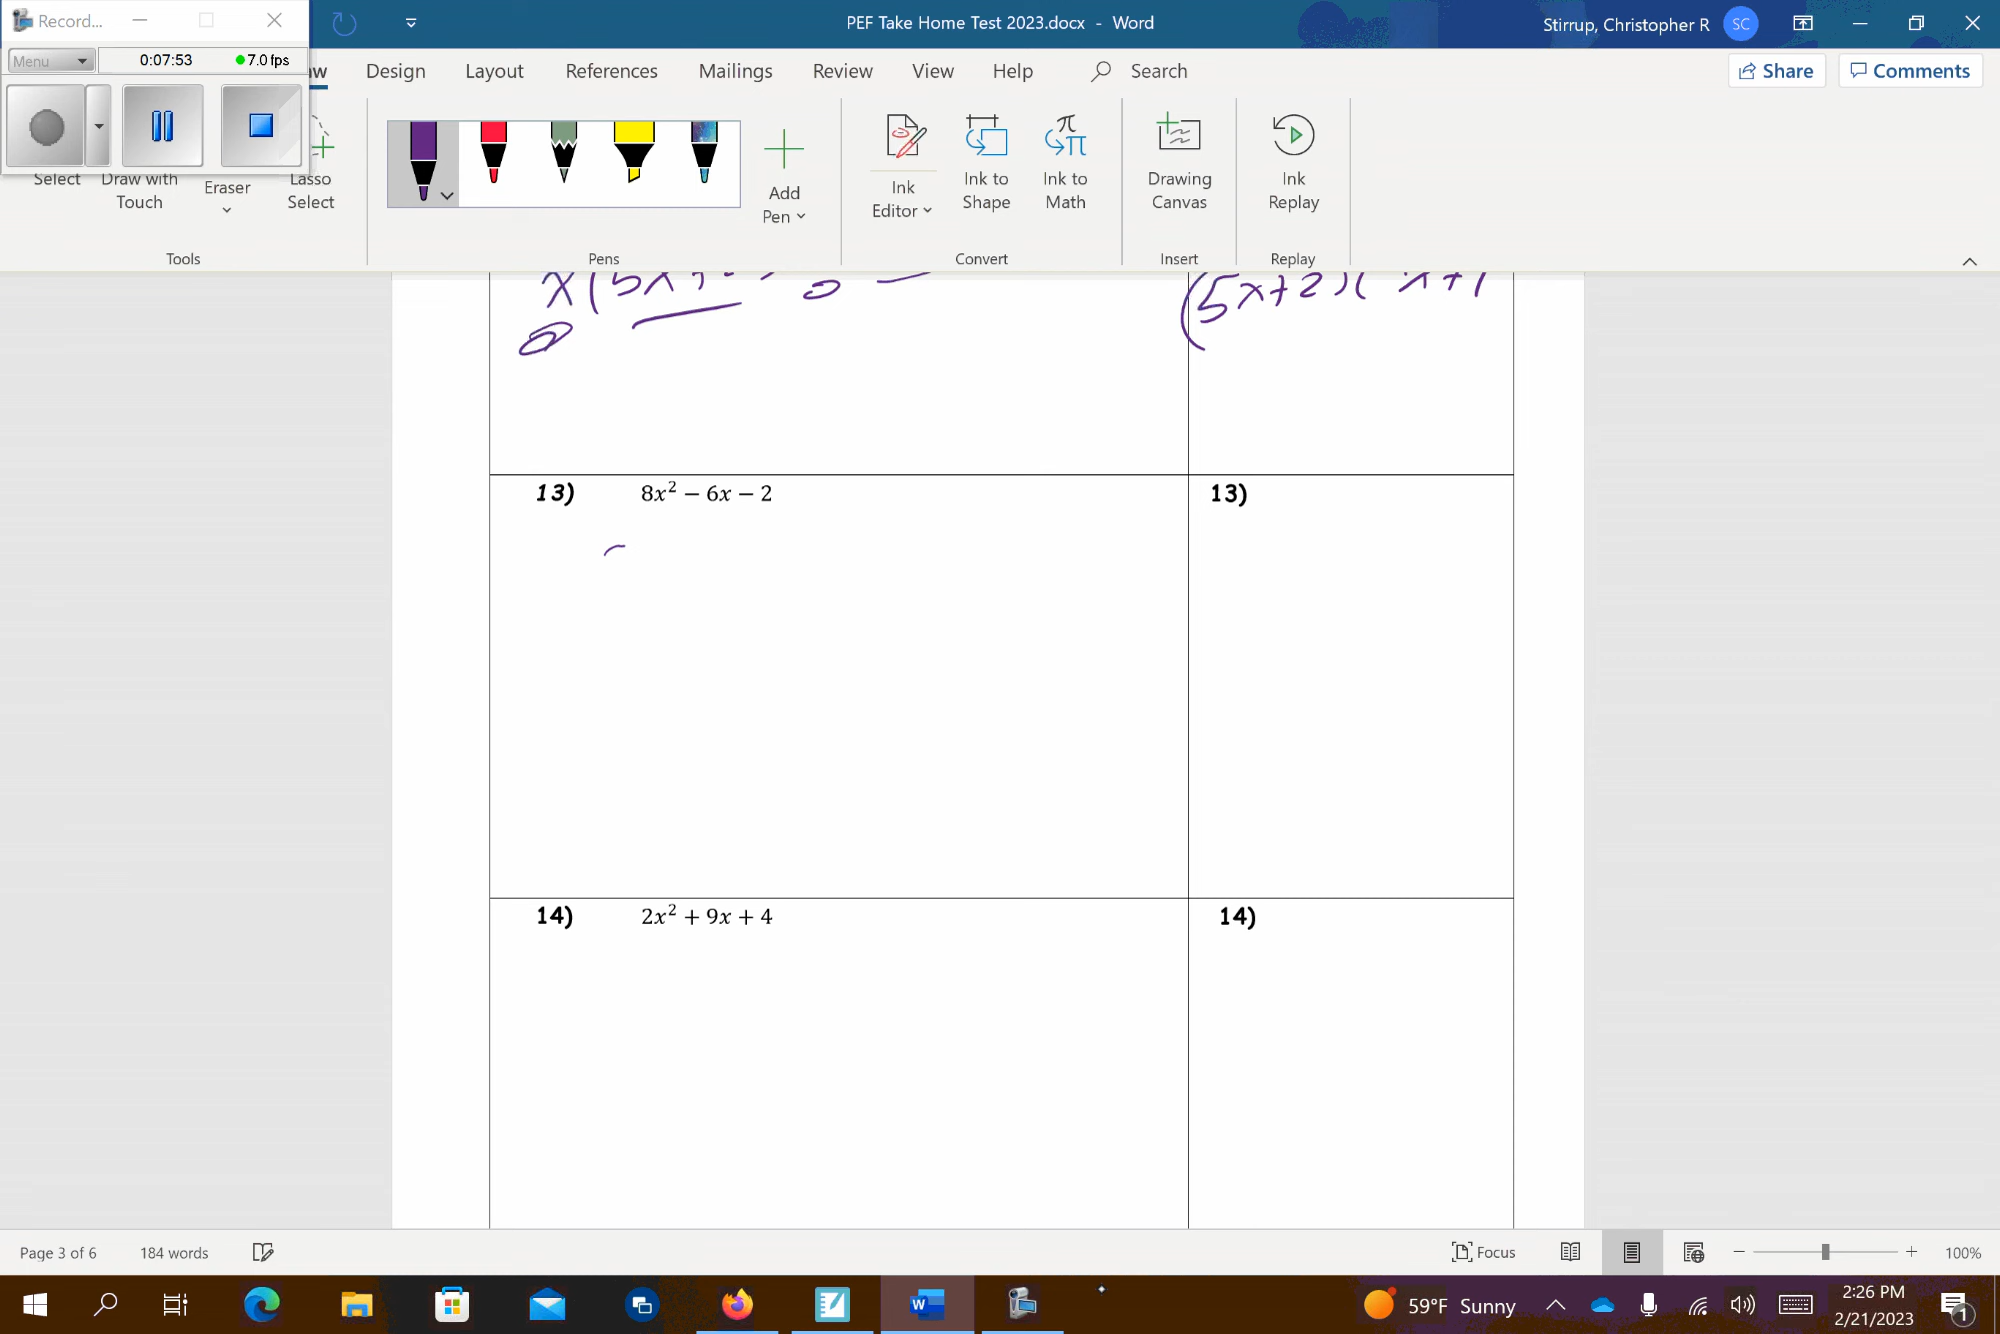 Record...
PEF Take Home Test 2023.docx - Word
Stirrup, Christopher R
SC
Menu
0:07:53
7.0 fps
Design
Layout
References
Mailings
Review
View
Help
Search
Share
Comments
Select
Draw with Touch
Eraser
Lasso Select
Add Pen
Ink Editor
Ink to Shape
Ink to Math
Drawing Canvas
Ink Replay
Tools
Pens
Convert
Insert
Replay
(5x+2)(x+1
13) 8x² − 6x − 2
13)
14) 2x² + 9x + 4
14)
Page 3 of 6
184 words
Focus
100%
59°F Sunny
2:26 PM
2/21/2023
1